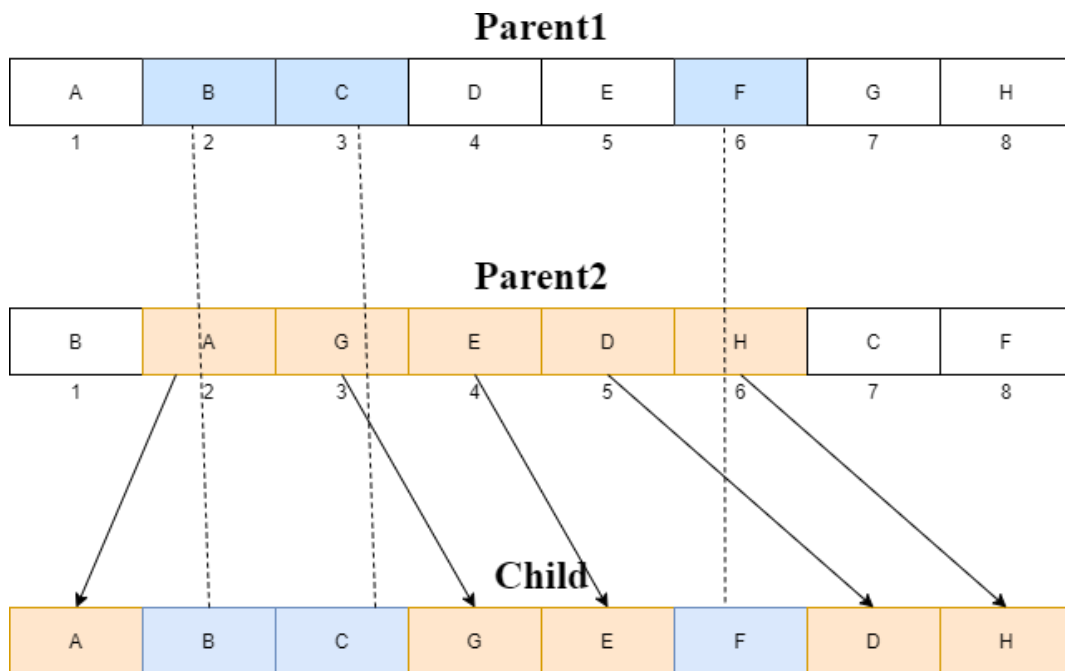 Parent1
A B C D E F G H
1 2 3 4 5 6 7 8
Parent2
B A G E D H C F
1 2 3 4 5 6 7 8
Child
A B C G E F D H